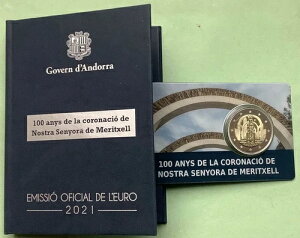 Govern d'Andorra
100 anys de la coronació de
Nostra Senyora de Meritxell
EMISSIÓ OFICIAL DE L'EURO
2021
100 ANYS DE LA CORONACIÓ DE
NOSTRA SENYORA DE MERITXELL